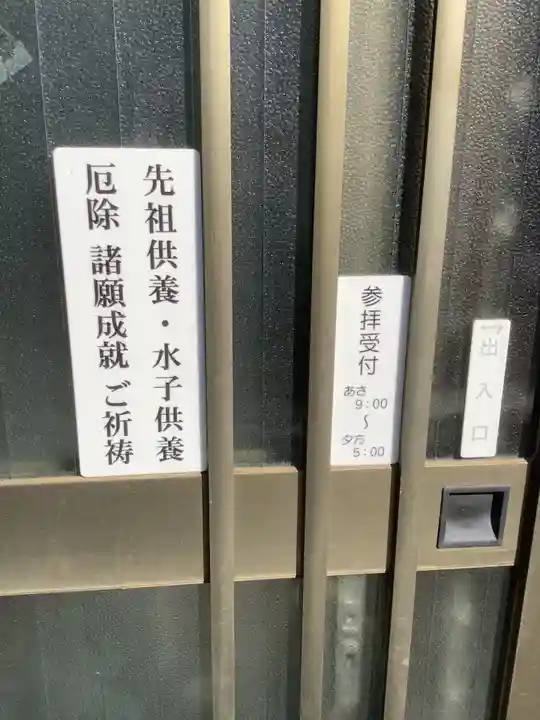 先祖供養・水子供養
厄除 諸願成就 ご祈祷
参拝受付
あさ
9:00
～
夕方
5:00
出入口